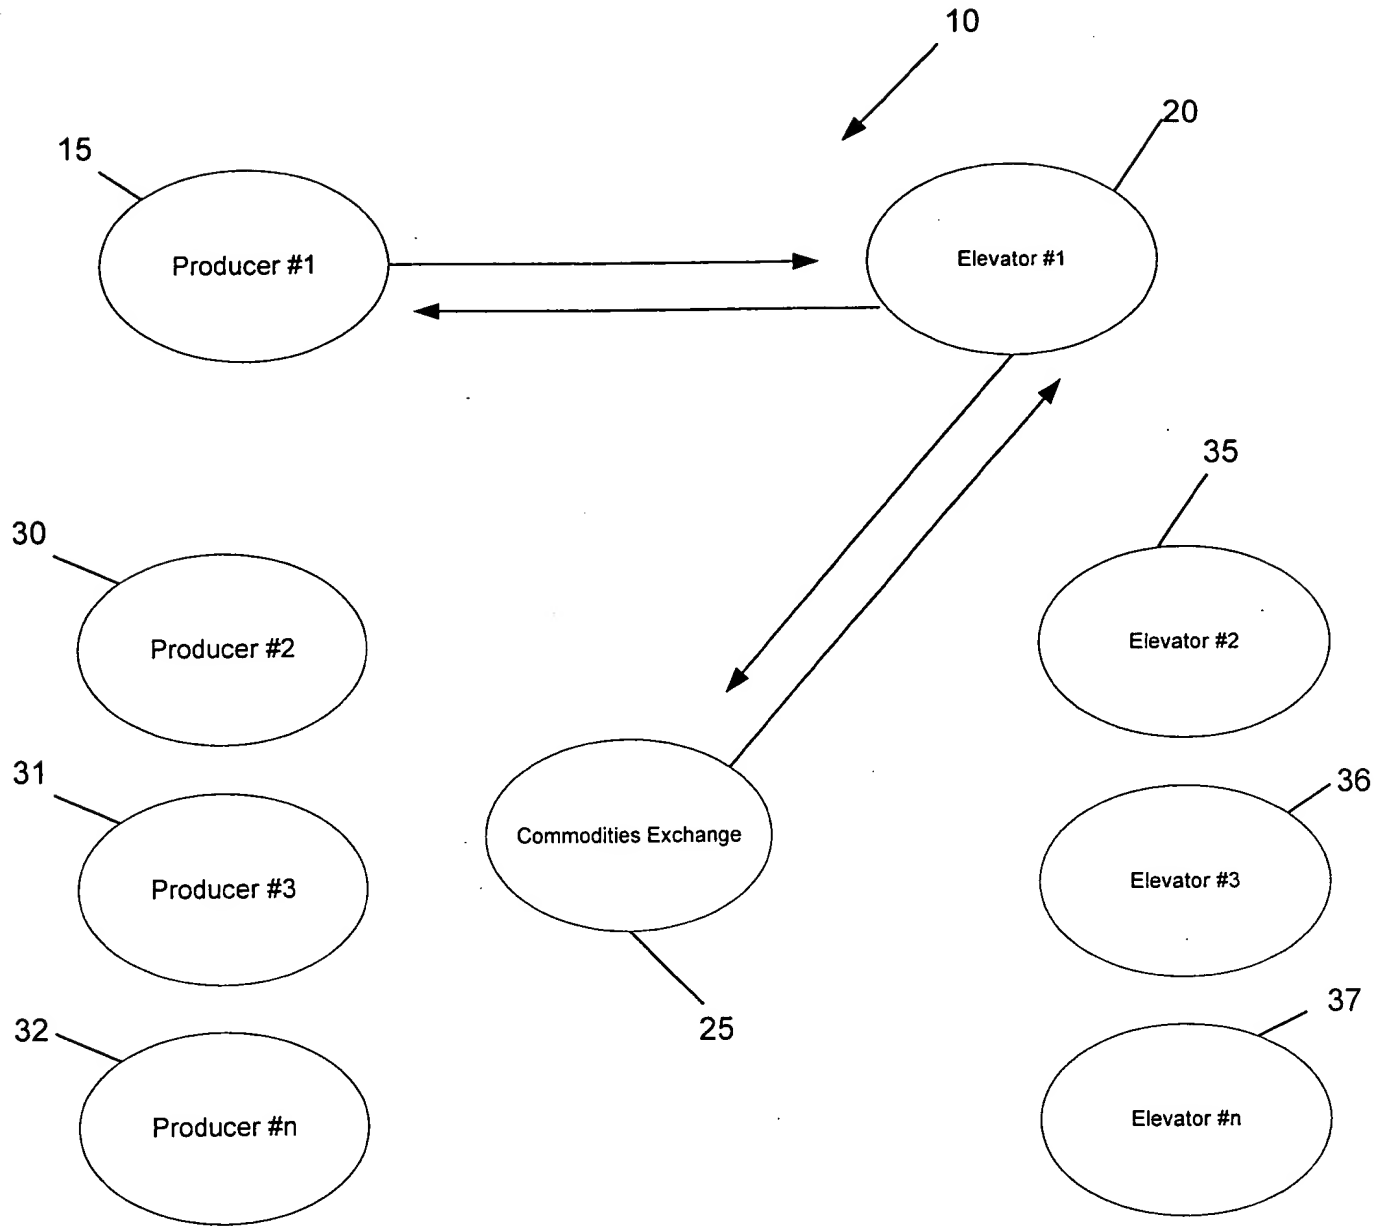 10
20
15
Producer #1
Elevator #1
35
30
Producer #2
Elevator #2
31
36
Commodities Exchange
Producer #3
Elevator #3
37
32
25
Producer #n
Elevator #n